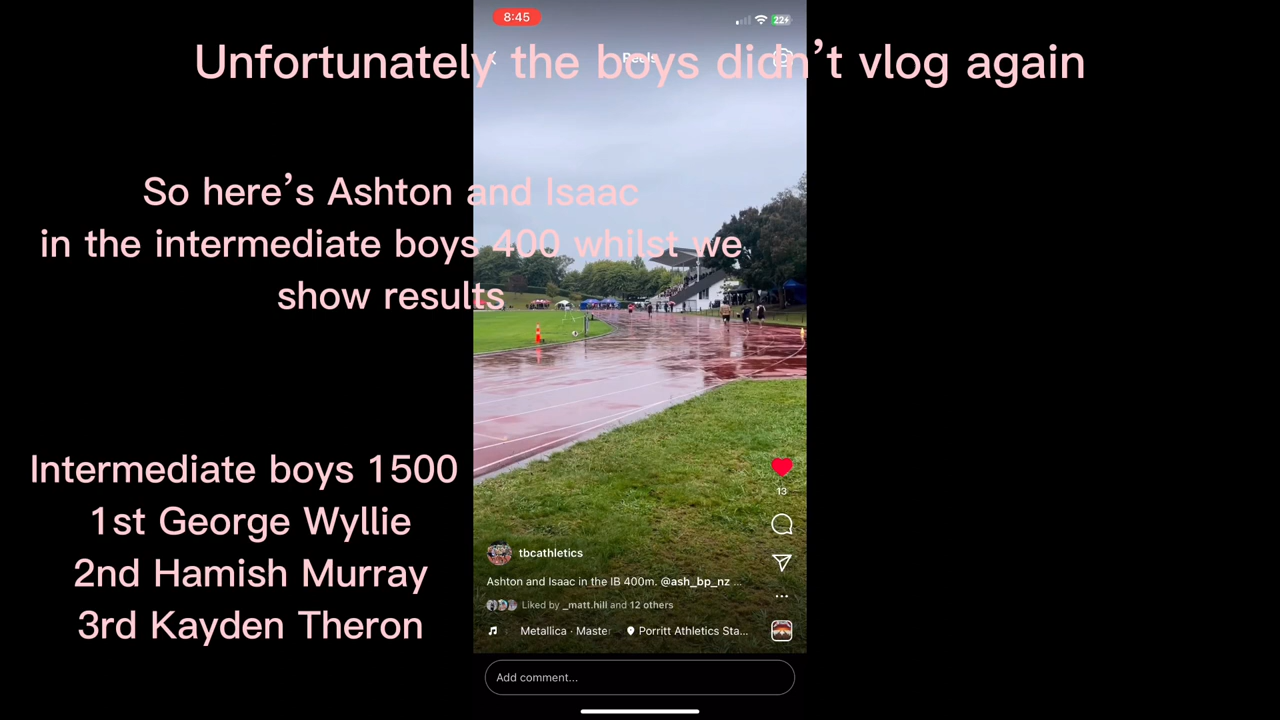 8:45
22
Reels
Unfortunately the boys didn't vlog again
So here's Ashton and Isaac
in the intermediate boys 400 whilst we
show results
Intermediate boys 1500
1st George Wyllie
2nd Hamish Murray
3rd Kayden Theron
13
tbcathletics
Ashton and Isaac in the IB 400m. @ash_bp_nz ...
Liked by _matt.hill and 12 others
Metallica · Maste
Porritt Athletics Sta...
Add comment...